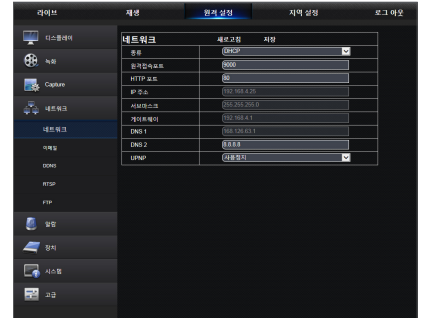 라이브 재생 원격 설정 지역 설정 로그 아웃
디스플레이
녹화
Capture
네트워크
네트워크
이메일
DDNS
RTSP
FTP
알람
장치
시스템
고급
네트워크 새로고침 저장
종류 DHCP
원격접속포트 9000
HTTP 포트 80
IP 주소 192.168.4.25
서브마스크 255.255.255.0
게이트웨이 192.168.4.1
DNS 1 168.126.63.1
DNS 2 8.8.8.8
UPNP 사용정지